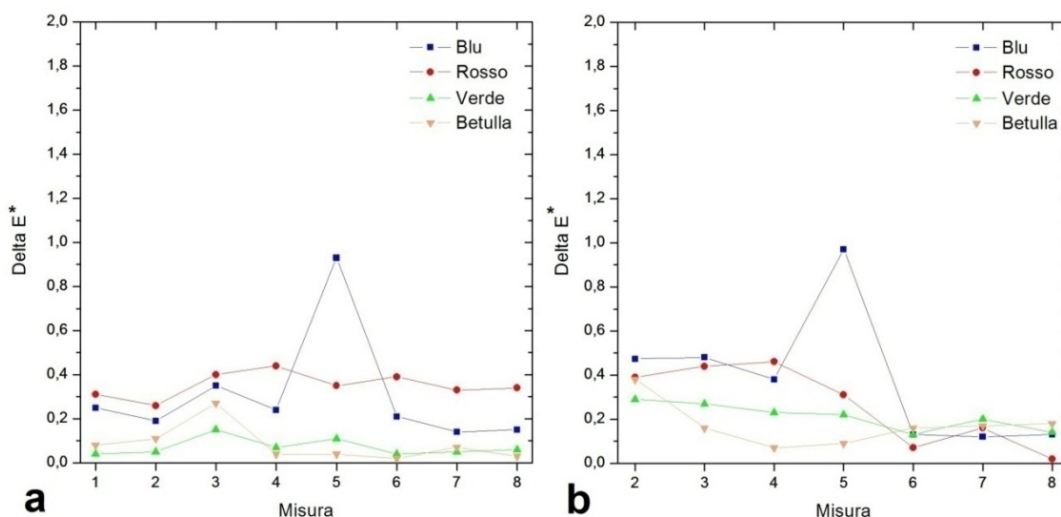 2,0
1,8
1,6
1,4
1,2
1,0
0,8
0,6
0,4
0,2
0,0
Delta E*
Blu
Rosso
Verde
Betulla
1 2 3 4 5 6 7 8
Misura
a
2,0
1,8
1,6
1,4
1,2
1,0
0,8
0,6
0,4
0,2
0,0
Delta E*
Blu
Rosso
Verde
Betulla
2 3 4 5 6 7 8
Misura
b